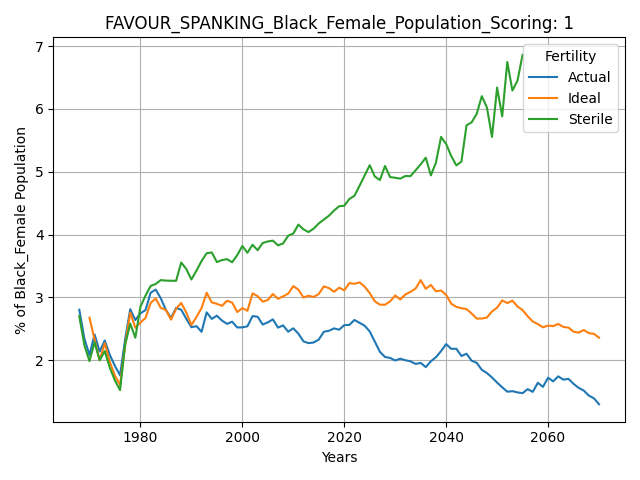 FAVOUR_SPANKING_Black_Female_Population_Scoring: 1
% of Black_Female Population
7
6
5
4
3
2
Fertility
Actual
Ideal
Sterile
1980
2000
2020
2040
2060
Years